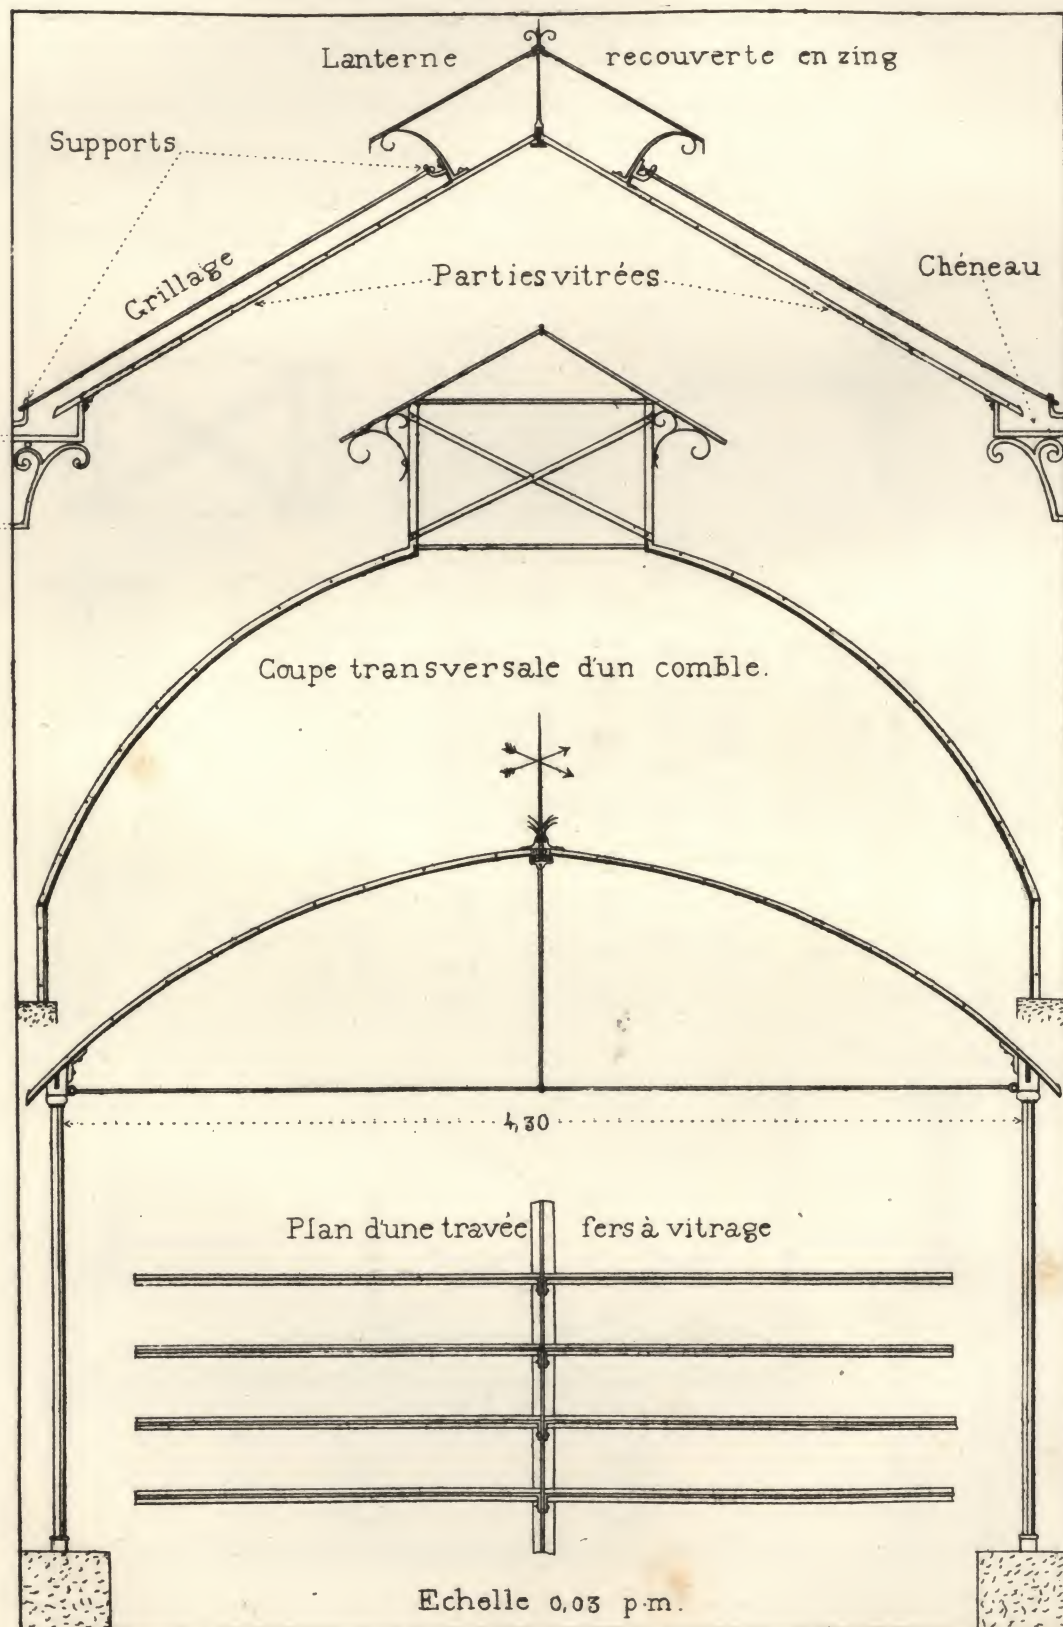 Lanterne recouverte en zing
Supports
Grillage
Parties vitrées
Chéneau
Coupe transversale d'un comble.
4,30
Plan d'une travée fers à vitrage
Echelle 0,03 p.m.